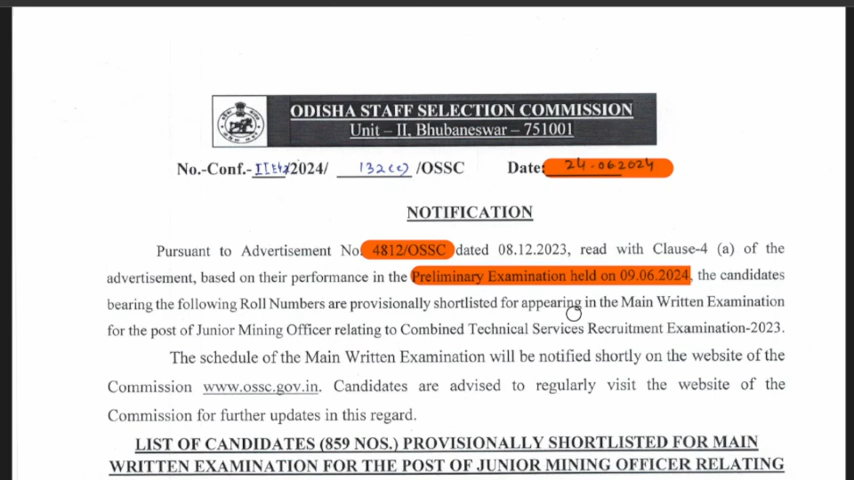 ODISHA STAFF SELECTION COMMISSION
Unit – II, Bhubaneswar – 751001
No.-Conf.- /2024/ 132(c) /OSSC Date: 24.06.2024
NOTIFICATION
Pursuant to Advertisement No. 4812/OSSC dated 08.12.2023, read with Clause-4 (a) of the
advertisement, based on their performance in the Preliminary Examination held on 09.06.2024, the candidates
bearing the following Roll Numbers are provisionally shortlisted for appearing in the Main Written Examination
for the post of Junior Mining Officer relating to Combined Technical Services Recruitment Examination-2023.
The schedule of the Main Written Examination will be notified shortly on the website of the
Commission www.ossc.gov.in. Candidates are advised to regularly visit the website of the
Commission for further updates in this regard.
LIST OF CANDIDATES (859 NOS.) PROVISIONALLY SHORTLISTED FOR MAIN
WRITTEN EXAMINATION FOR THE POST OF JUNIOR MINING OFFICER RELATING